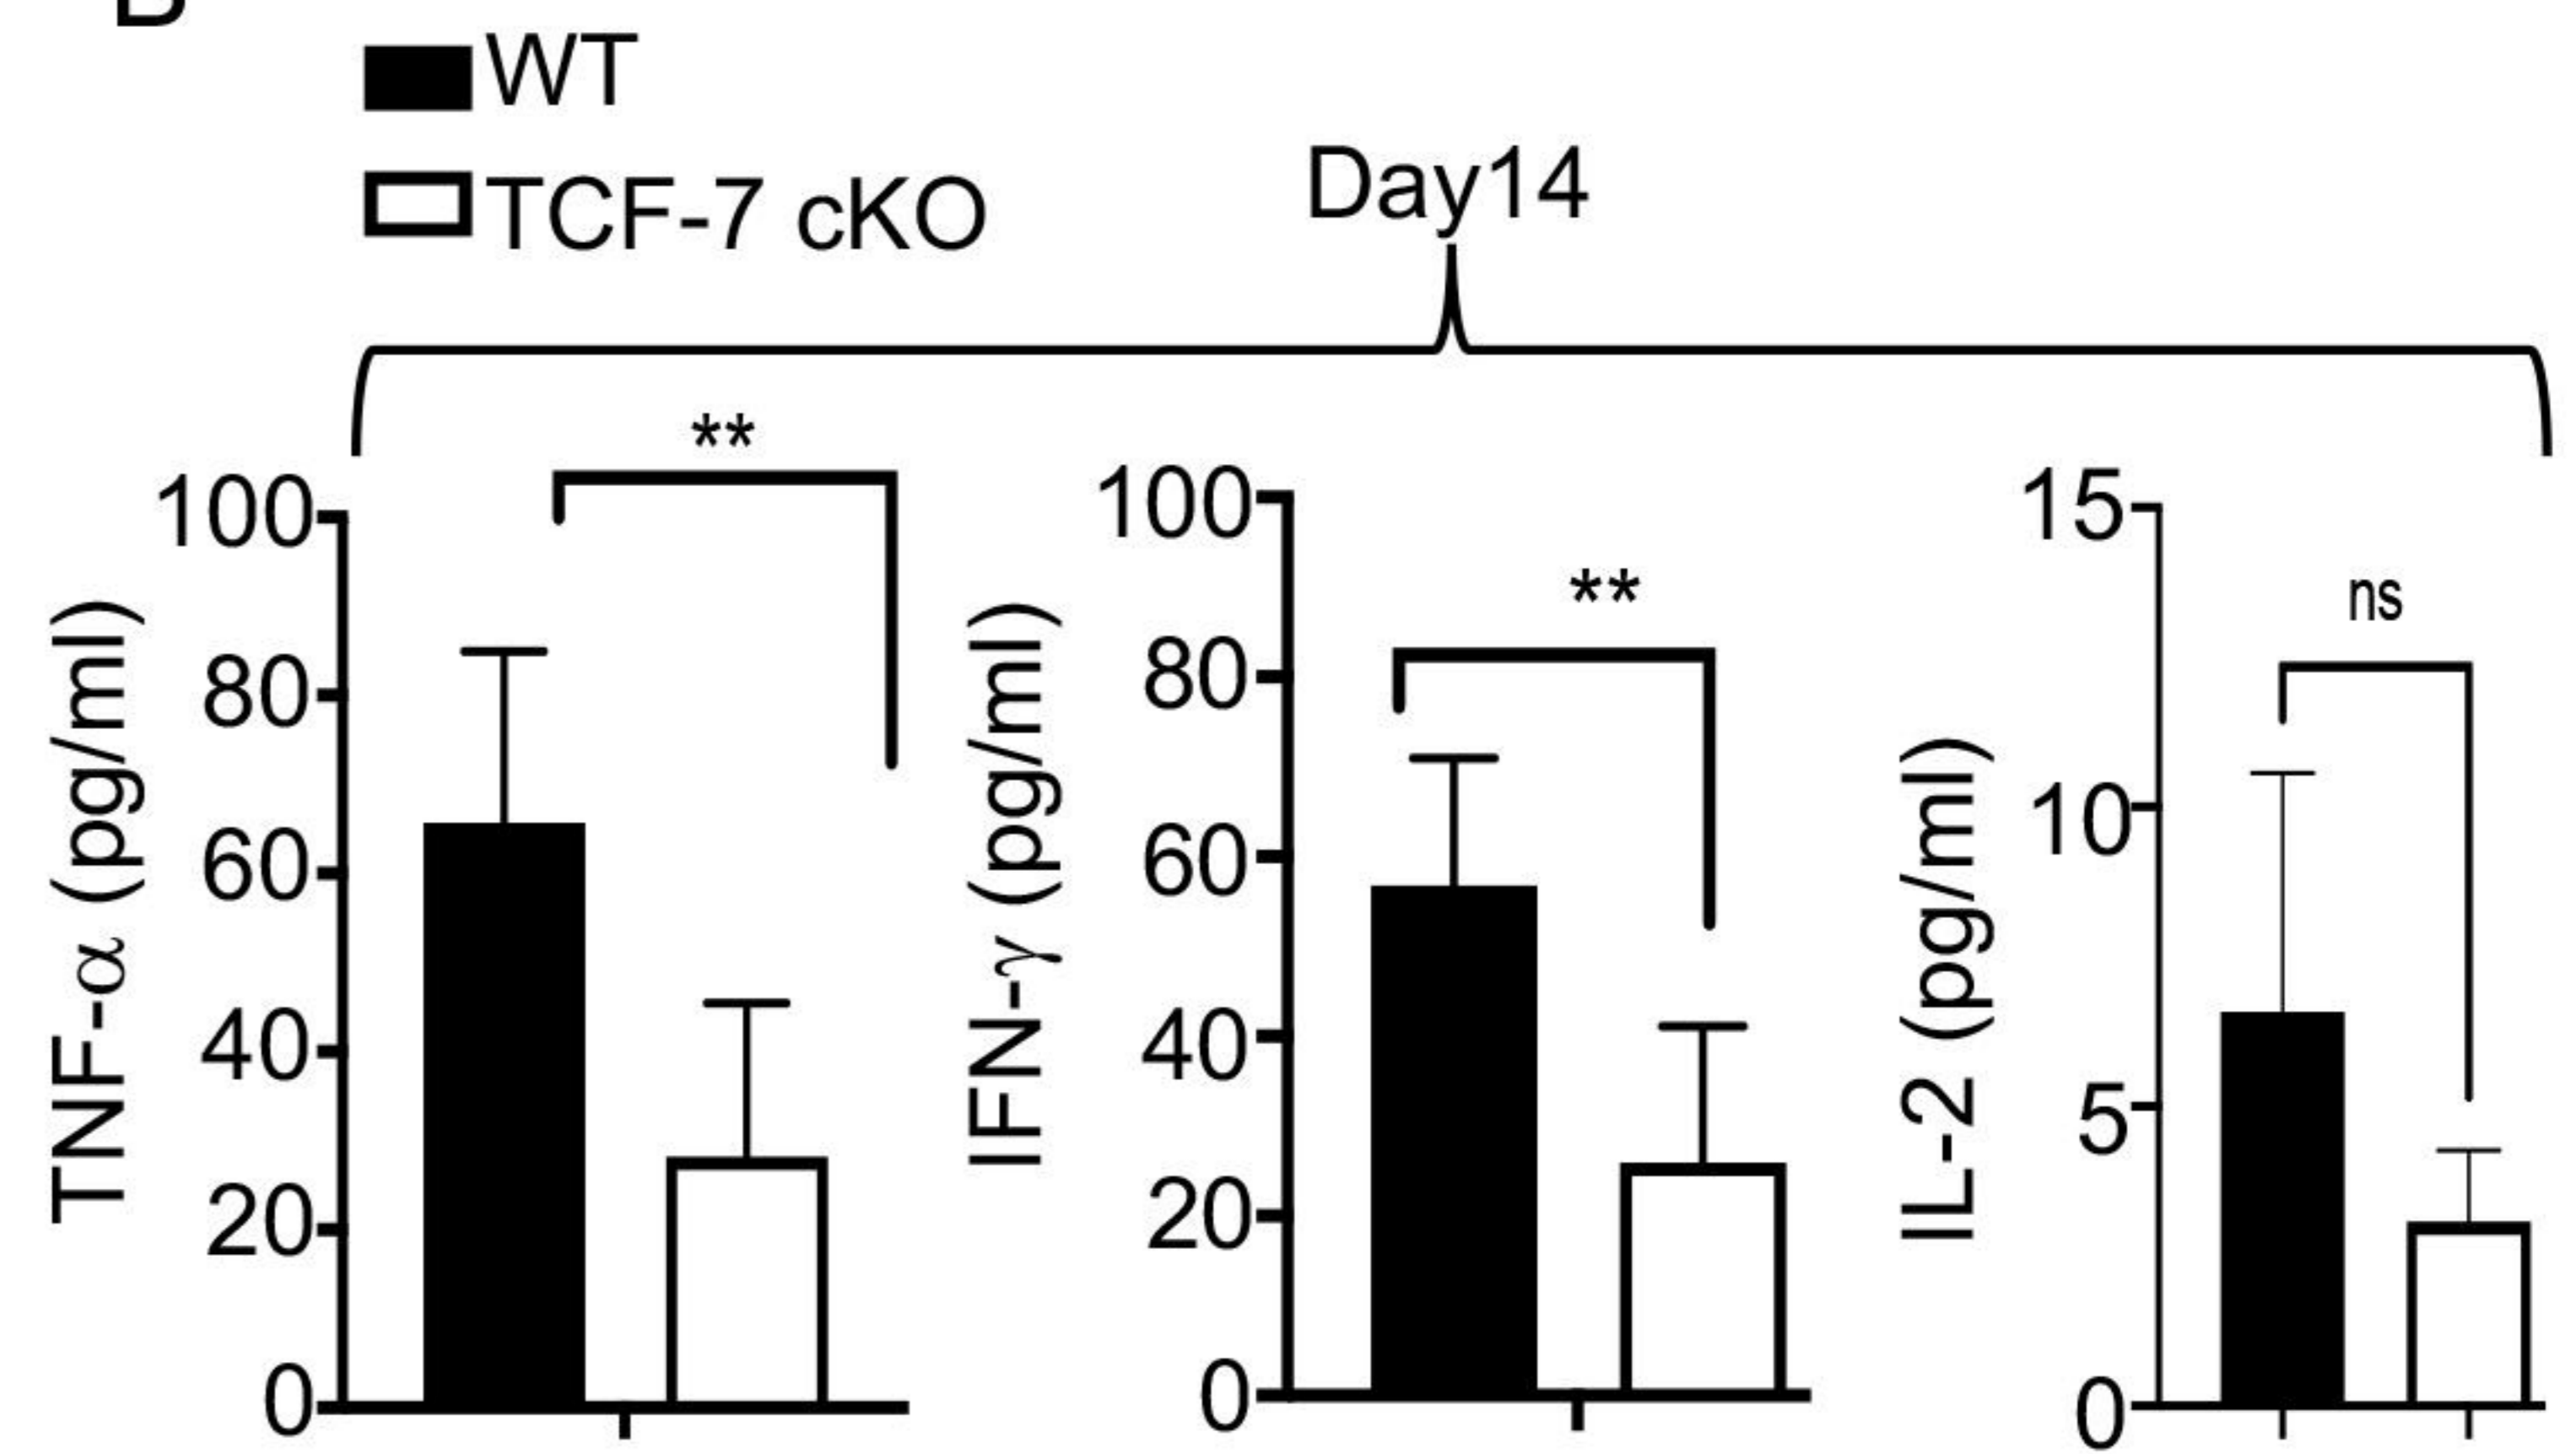 B
WT
TCF-7 cKO
Day14
**
100
80
60
40
20
0
TNF-α (pg/ml)
**
100
80
60
40
20
0
IFN-γ (pg/ml)
ns
15
10
5
0
IL-2 (pg/ml)